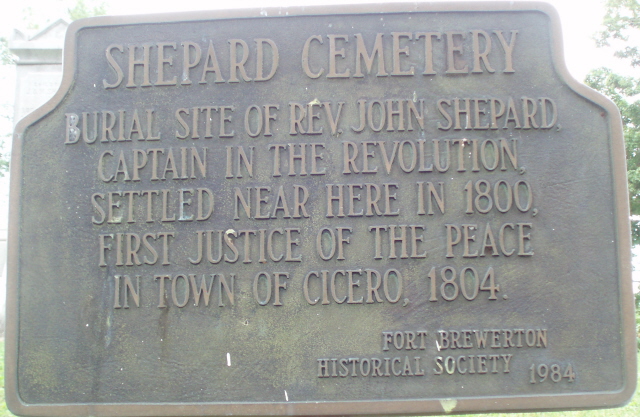 SHEPARD CEMETERY
BURIAL SITE OF REV. JOHN SHEPARD,
CAPTAIN IN THE REVOLUTION,
SETTLED NEAR HERE IN 1800,
FIRST JUSTICE OF THE PEACE
IN TOWN OF CICERO, 1804.
FORT BREWERTON
HISTORICAL SOCIETY 1984